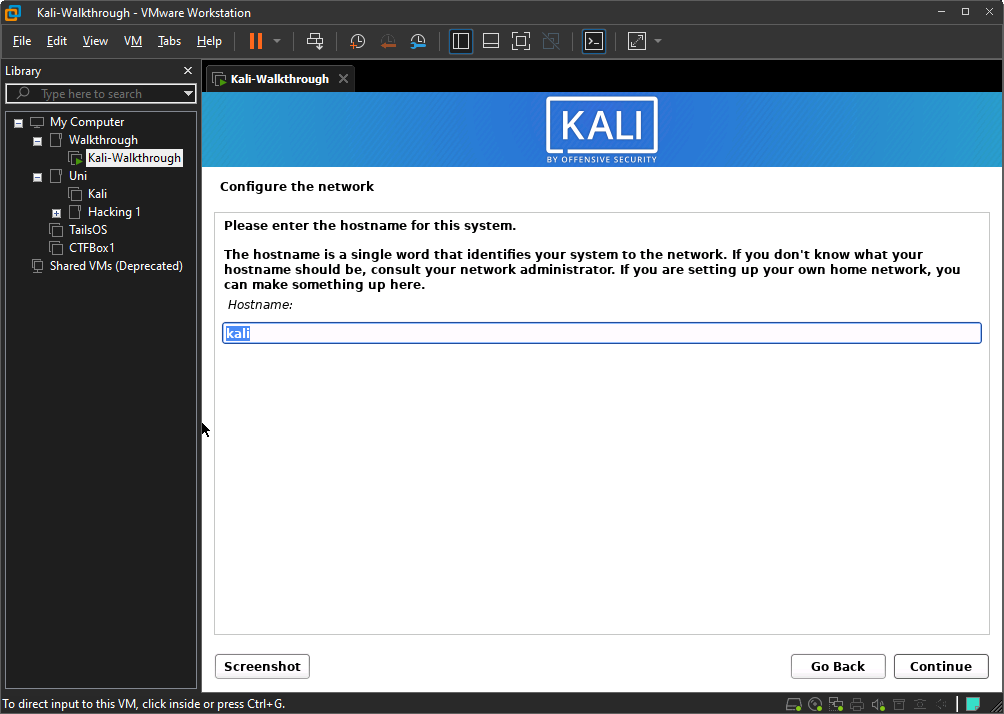 Kali-Walkthrough - VMware Workstation
File Edit View VM Tabs Help
Library
Type here to search
My Computer
Walkthrough
Kali-Walkthrough
Uni
Kali
Hacking 1
TailsOS
CTFBox1
Shared VMs (Deprecated)
Kali-Walkthrough
KALI
BY OFFENSIVE SECURITY
Configure the network
Please enter the hostname for this system.
The hostname is a single word that identifies your system to the network. If you don't know what your
hostname should be, consult your network administrator. If you are setting up your own home network, you
can make something up here.
Hostname:
kali
Screenshot
Go Back
Continue
To direct input to this VM, click inside or press Ctrl+G.